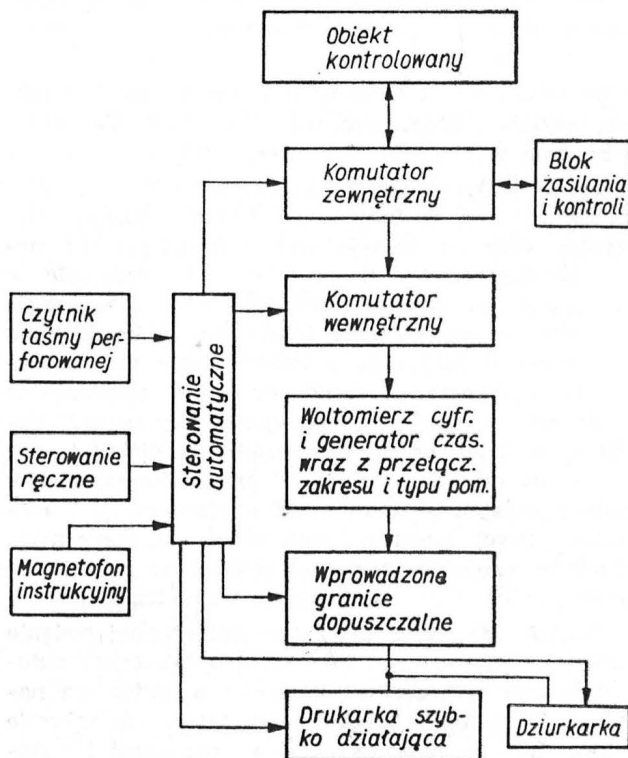 Obiekt
kontrolowany
Komutator
zewnętrzny
Blok
zasilania
i kontroli
Komutator
wewnętrzny
Czytnik
taśmy per-
forowanej
Sterowanie
automatyczne
Woltomierz cyfr.
i generator czas.
wraz z przełącz.
zakresu i typu pom.
Sterowanie
ręczne
Magnetofon
instrukcyjny
Wprowadzone
granice
dopuszczalne
Drukarka szyb-
ko działająca
Dziurkarka